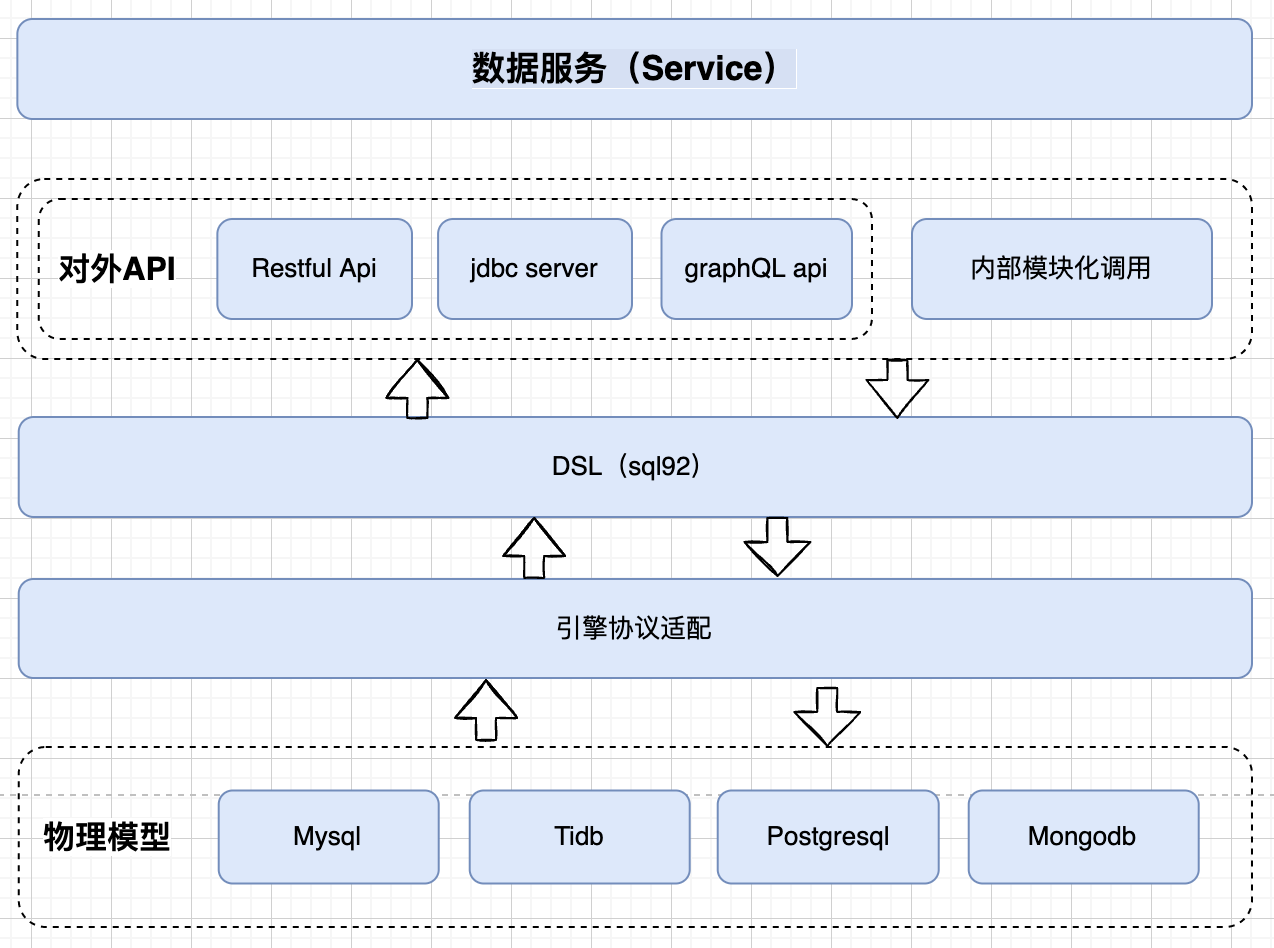 数据服务（Service）
对外API
Restful Api
jdbc server
graphQL api
内部模块化调用
DSL（sql92）
引擎协议适配
物理模型
Mysql
Tidb
Postgresql
Mongodb